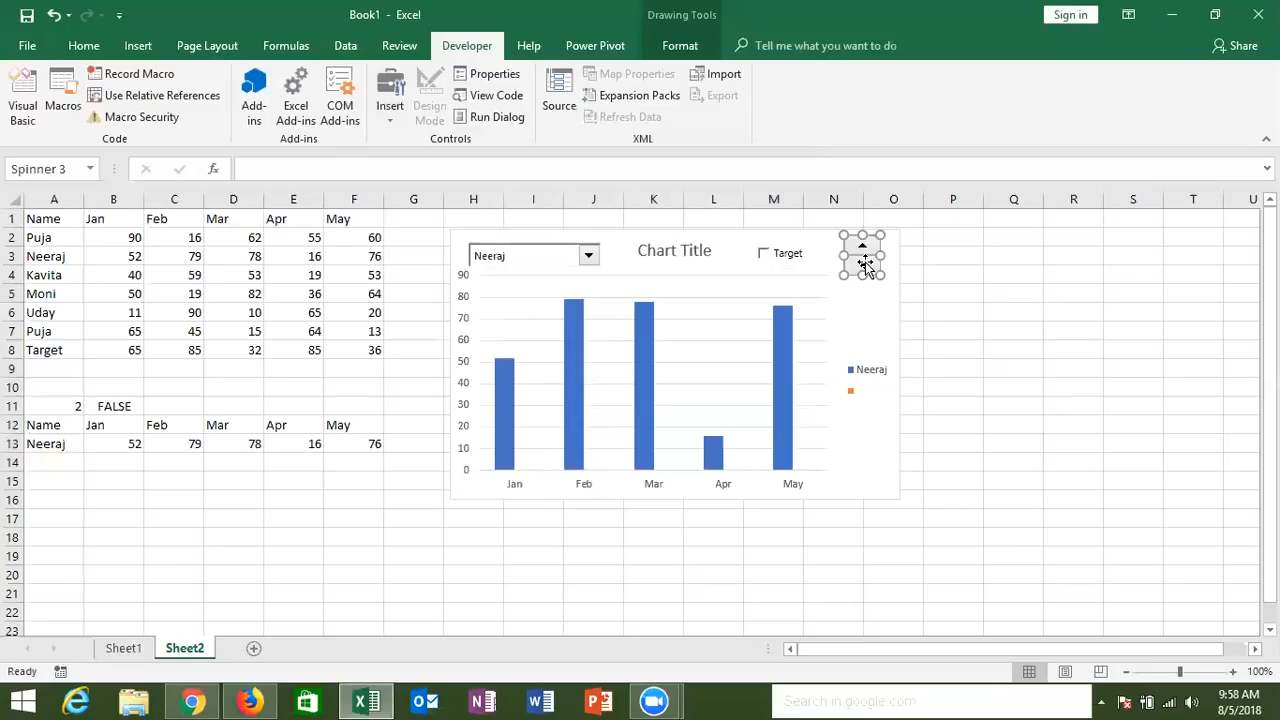 Book1 - Excel
Drawing Tools
Sign in
File Home Insert Page Layout Formulas Data Review Developer Help Power Pivot Format Tell me what you want to do Share
Visual Basic
Macros
Record Macro
Use Relative References
Macro Security
Code
Add-ins
Excel Add-ins
COM Add-ins
Add-ins
Insert
Design Mode
Properties
View Code
Run Dialog
Controls
Source
Map Properties
Expansion Packs
Refresh Data
Import
Export
XML
Spinner 3
fx
A B C D E F G H I J K L M N O P Q R S T U
1 Name Jan Feb Mar Apr May
2 Puja 90 16 62 55 60
3 Neeraj 52 79 78 16 76
4 Kavita 40 59 53 19 53
5 Moni 50 19 82 36 64
6 Uday 11 90 10 65 20
7 Puja 65 45 15 64 13
8 Target 65 85 32 85 36
9
10
11 2 FALSE
12 Name Jan Feb Mar Apr May
13 Neeraj 52 79 78 16 76
14
15
16
17
18
19
20
21
22
23
Neeraj
Chart Title
Target
90
80
70
60
50
40
30
20
10
0
Jan Feb Mar Apr May
Neeraj
Sheet1 Sheet2
Ready
100%
Search in google.com
9:58 AM
8/5/2018